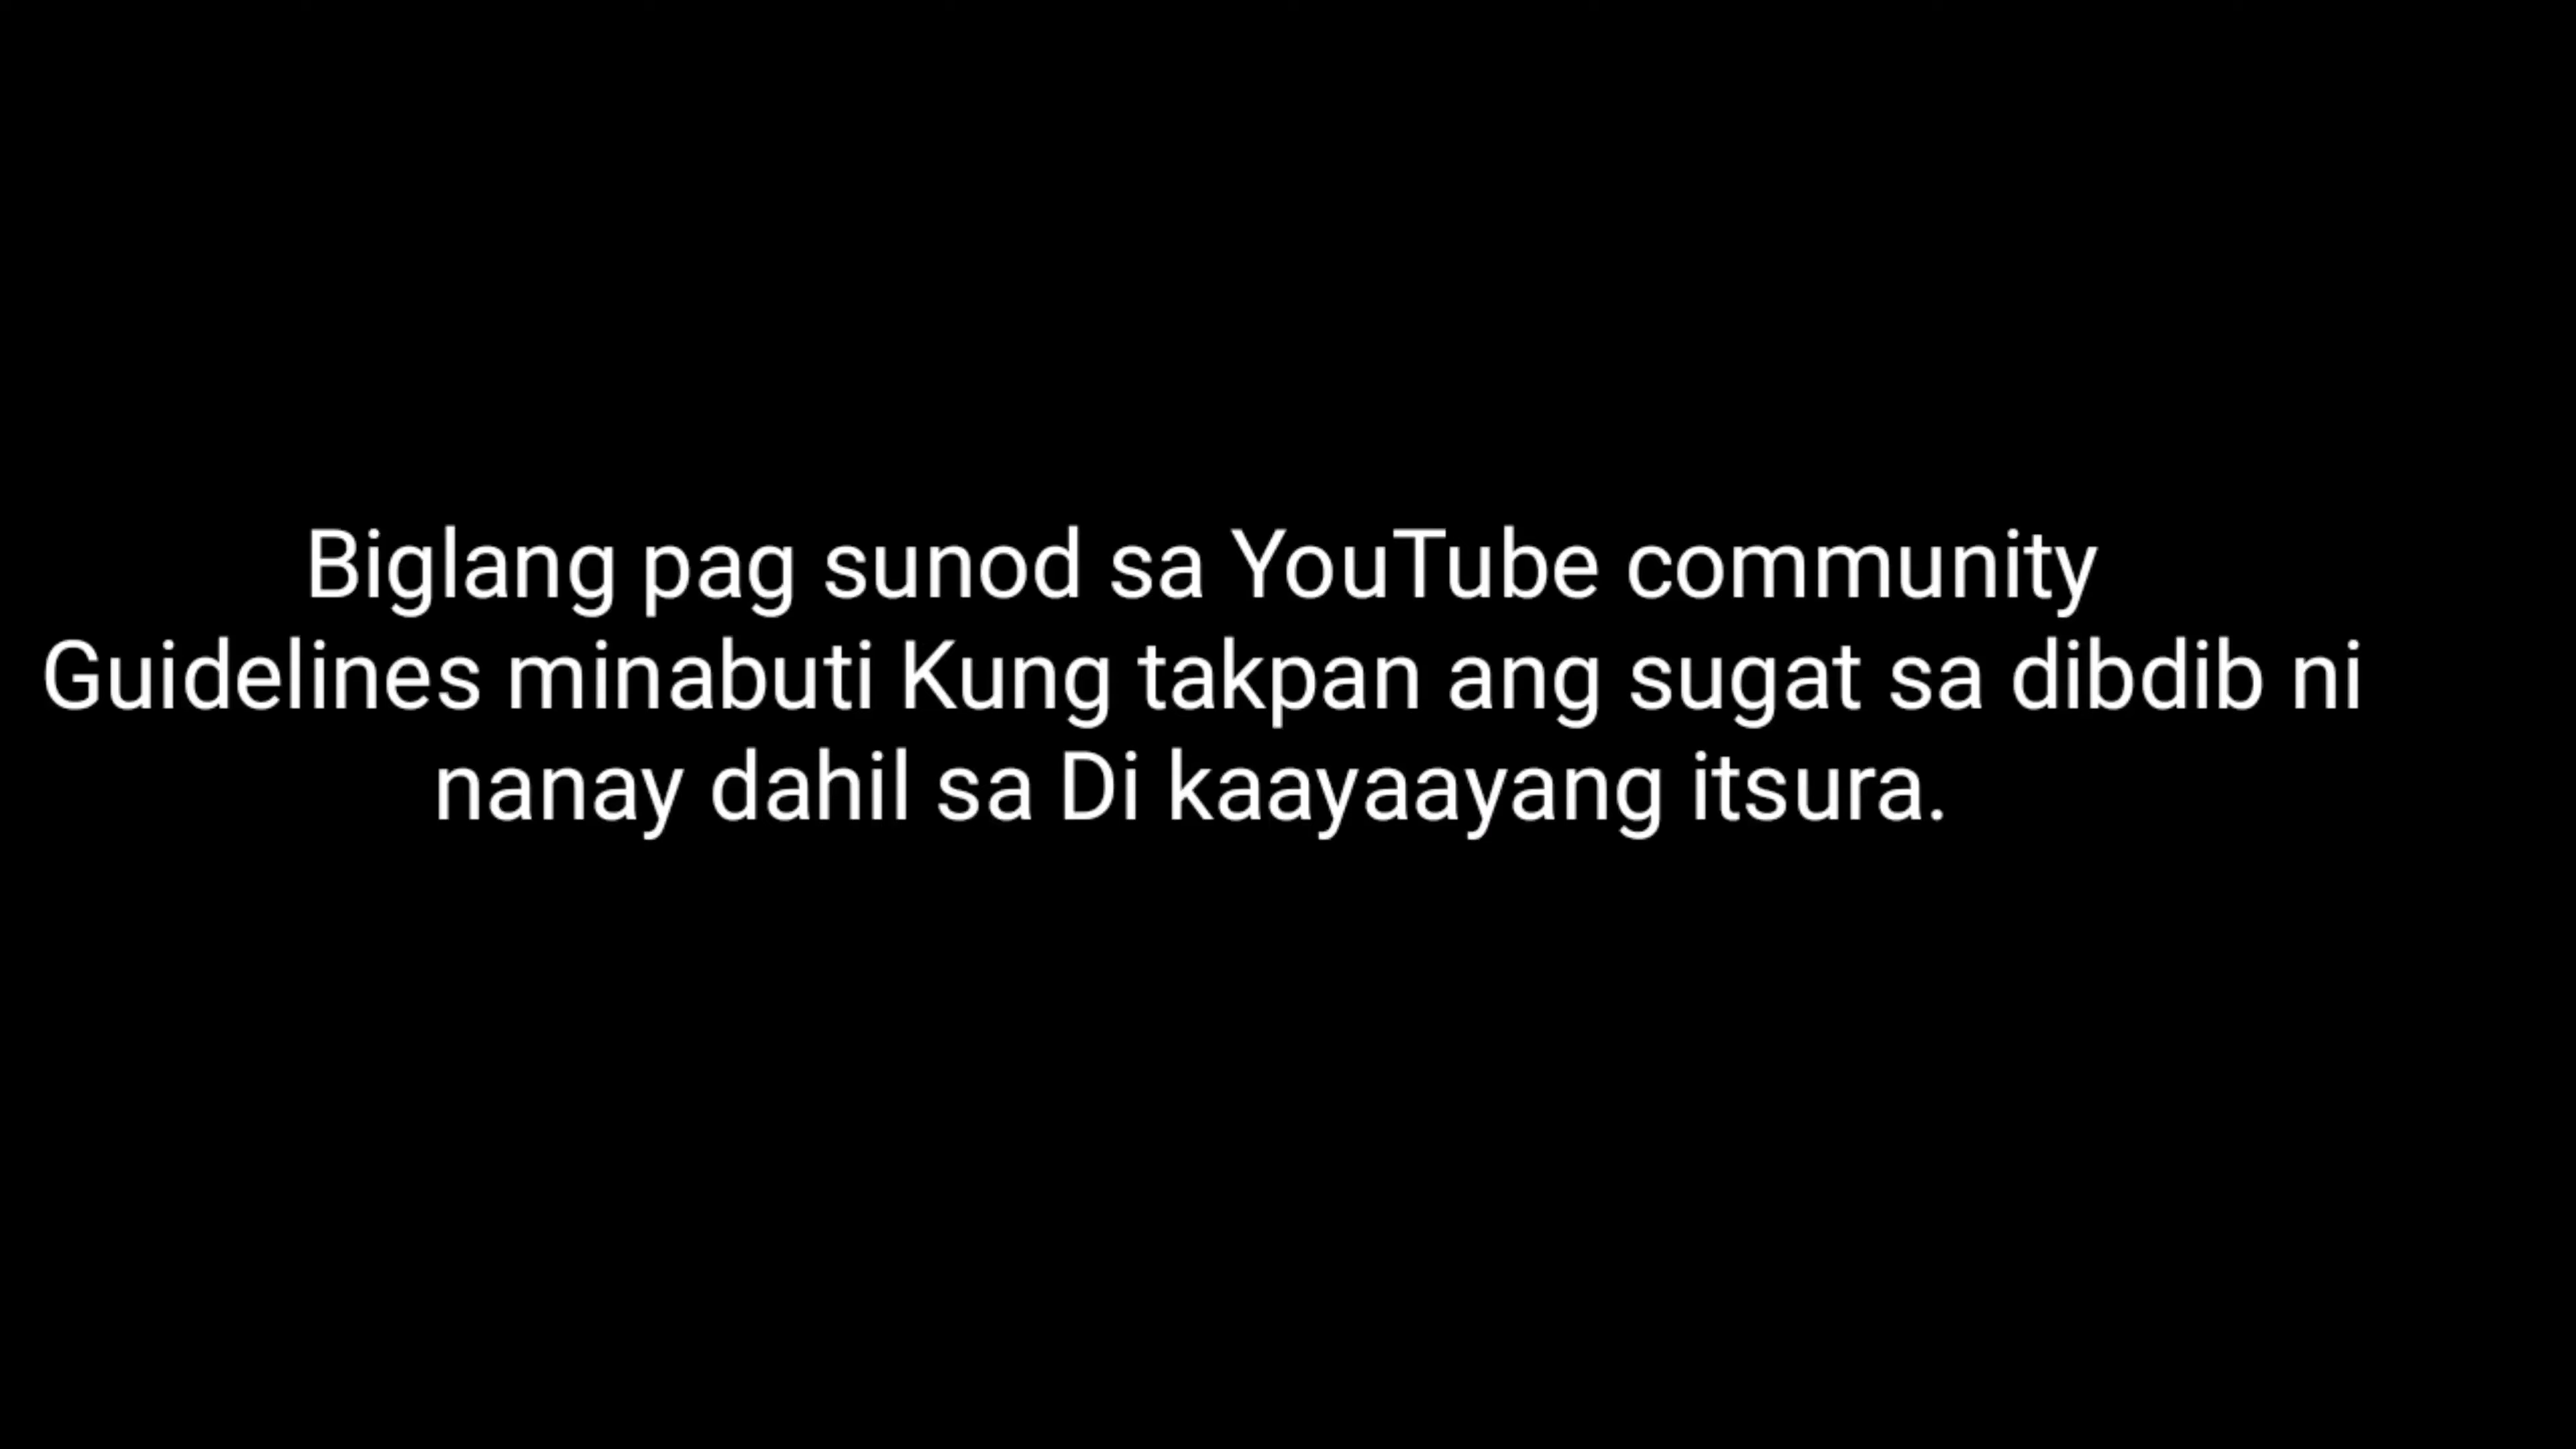 Biglang pag sunod sa YouTube community
Guidelines minabuti Kung takpan ang sugat sa dibdib ni
nanay dahil sa Di kaayaayang itsura.